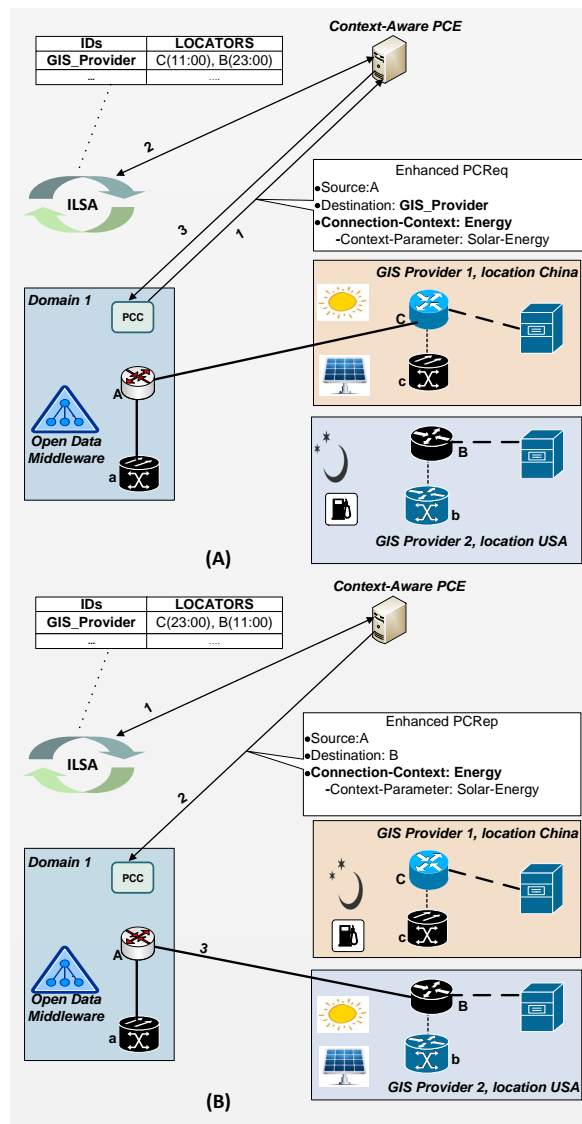 Context-Aware PCE
IDs LOCATORS
GIS_Provider C(11:00), B(23:00)
... ....
2
ILSA
3
1
Enhanced PCReq
●Source:A
●Destination: GIS_Provider
●Connection-Context: Energy
-Context-Parameter: Solar-Energy
Domain 1
PCC
A
Open Data
Middleware
a
GIS Provider 1, location China
C
c
B
b
GIS Provider 2, location USA
(A)
Context-Aware PCE
IDs LOCATORS
GIS_Provider C(23:00), B(11:00)
... ....
1
ILSA
2
Enhanced PCRep
●Source:A
●Destination: B
●Connection-Context: Energy
-Context-Parameter: Solar-Energy
Domain 1
PCC
A
3
Open Data
Middleware
a
GIS Provider 1, location China
C
c
B
b
GIS Provider 2, location USA
(B)